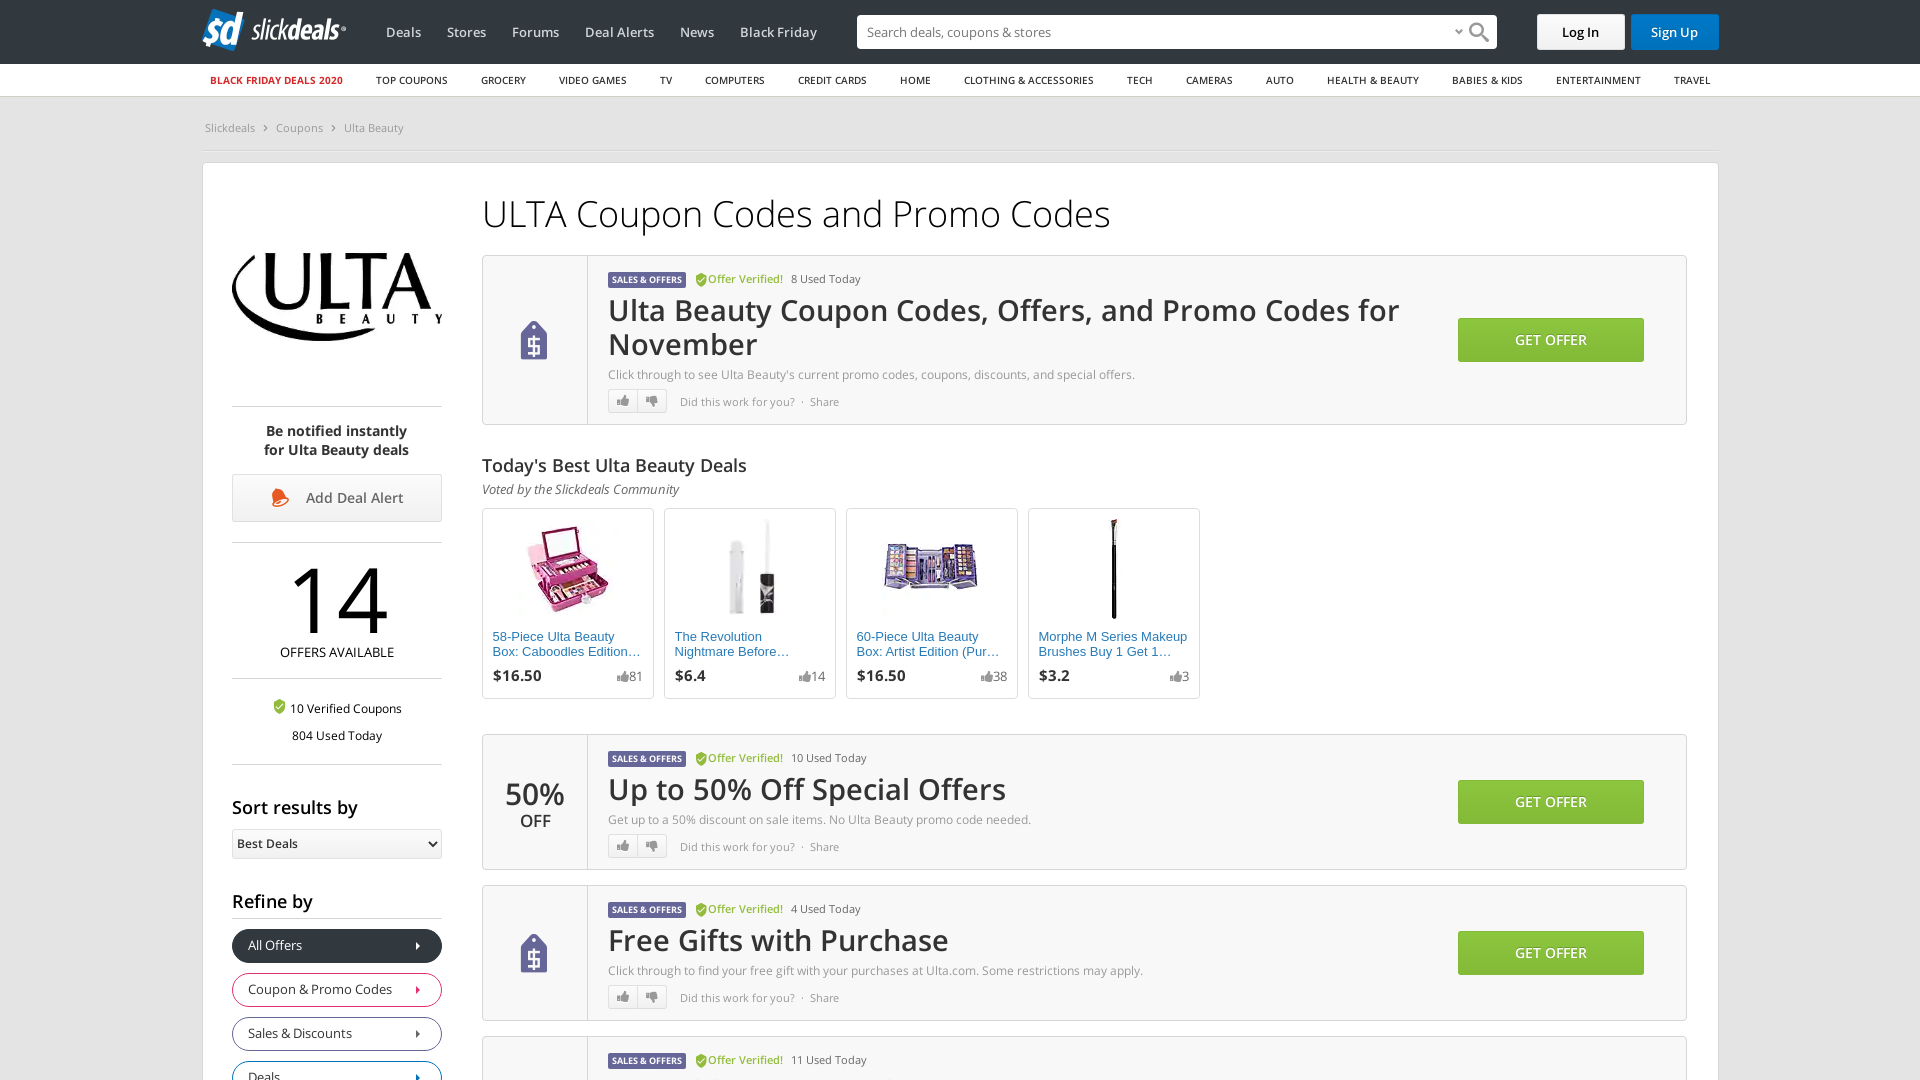 sd slickdeals
Deals
Stores
Forums
Deal Alerts
News
Black Friday
Search deals, coupons & stores
Log In
Sign Up
BLACK FRIDAY DEALS 2020
TOP COUPONS
GROCERY
VIDEO GAMES
TV
COMPUTERS
CREDIT CARDS
HOME
CLOTHING & ACCESSORIES
TECH
CAMERAS
AUTO
HEALTH & BEAUTY
BABIES & KIDS
ENTERTAINMENT
TRAVEL
Slickdeals
Coupons
Ulta Beauty
ULTA
BEAUTY
Be notified instantly
for Ulta Beauty deals
Add Deal Alert
14
OFFERS AVAILABLE
10 Verified Coupons
804 Used Today
Sort results by
Best Deals
Refine by
All Offers
Coupon & Promo Codes
Sales & Discounts
Deals
ULTA Coupon Codes and Promo Codes
SALES & OFFERS Offer Verified! 8 Used Today
Ulta Beauty Coupon Codes, Offers, and Promo Codes for
November
Click through to see Ulta Beauty's current promo codes, coupons, discounts, and special offers.
Did this work for you? · Share
GET OFFER
Today's Best Ulta Beauty Deals
Voted by the Slickdeals Community
58-Piece Ulta Beauty
Box: Caboodles Edition…
$16.50 81
The Revolution
Nightmare Before…
$6.4 14
60-Piece Ulta Beauty
Box: Artist Edition (Pur…
$16.50 38
Morphe M Series Makeup
Brushes Buy 1 Get 1…
$3.2 3
50%
OFF
SALES & OFFERS Offer Verified! 10 Used Today
Up to 50% Off Special Offers
Get up to a 50% discount on sale items. No Ulta Beauty promo code needed.
Did this work for you? · Share
GET OFFER
SALES & OFFERS Offer Verified! 4 Used Today
Free Gifts with Purchase
Click through to find your free gift with your purchases at Ulta.com. Some restrictions may apply.
Did this work for you? · Share
GET OFFER
SALES & OFFERS Offer Verified! 11 Used Today